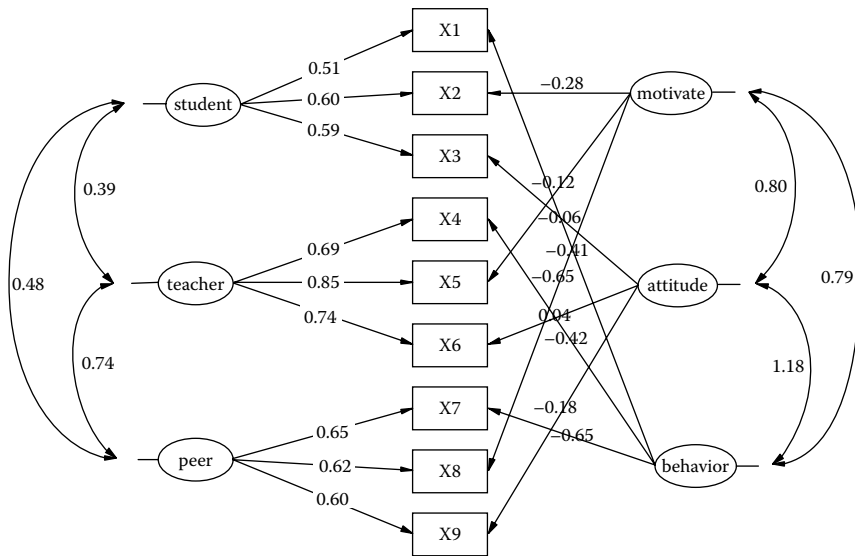 X1
0.51
student
0.60
X2
−0.28
motivate
0.59
X3
0.39
−0.12
0.80
−0.06
0.69
X4
−0.41
0.48
teacher
0.85
X5
−0.65
attitude
0.79
0.74
0.04
X6
−0.42
0.74
1.18
X7
−0.18
0.65
−0.65
peer
0.62
X8
behavior
0.60
X9